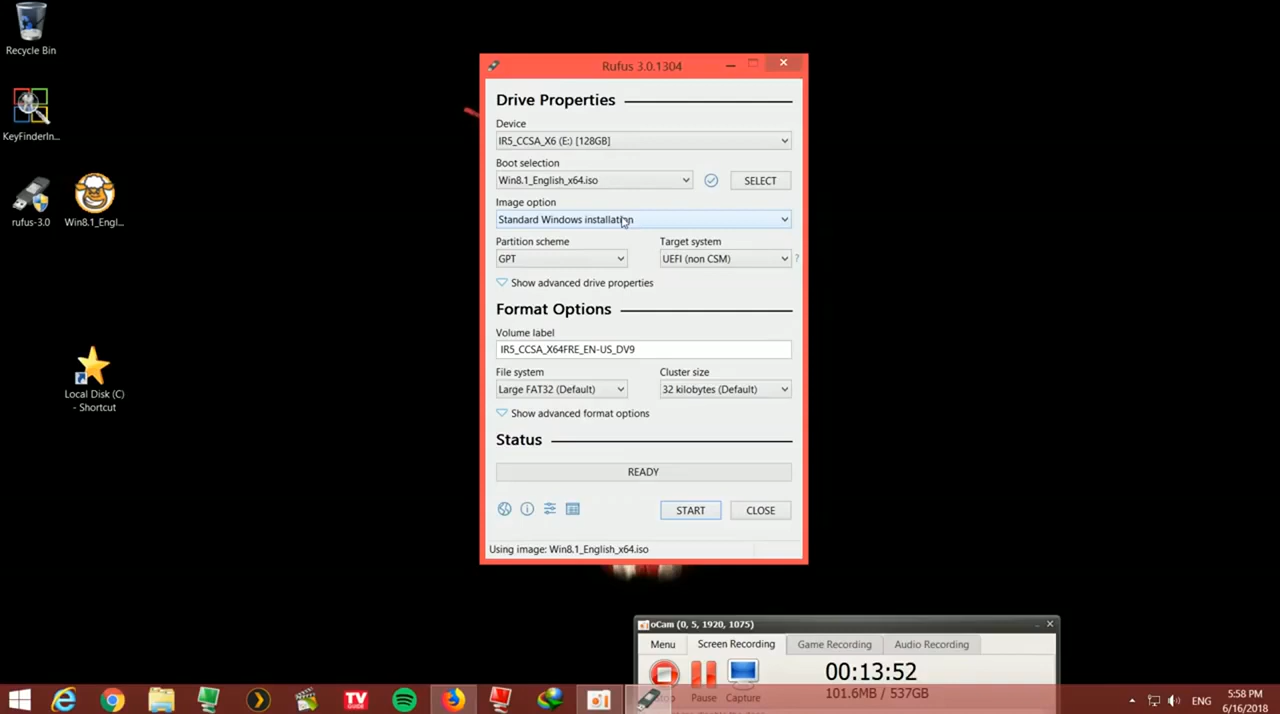 Recycle Bin
KeyFinderIn...
rufus-3.0
Win8.1_Engl...
Local Disk (C)
- Shortcut
Rufus 3.0.1304
Drive Properties
Device
IR5_CCSA_X6 (E:) [128GB]
Boot selection
Win8.1_English_x64.iso
SELECT
Image option
Standard Windows installation
Partition scheme
Target system
GPT
UEFI (non CSM)
?
Show advanced drive properties
Format Options
Volume label
IR5_CCSA_X64FRE_EN-US_DV9
File system
Cluster size
Large FAT32 (Default)
32 kilobytes (Default)
Show advanced format options
Status
READY
START
CLOSE
Using image: Win8.1_English_x64.iso
oCam (0, 5, 1920, 1075)
Menu
Screen Recording
Game Recording
Audio Recording
00:13:52
Pause
Capture
101.6MB / 537GB
TV
ENG
5:58 PM
6/16/2018